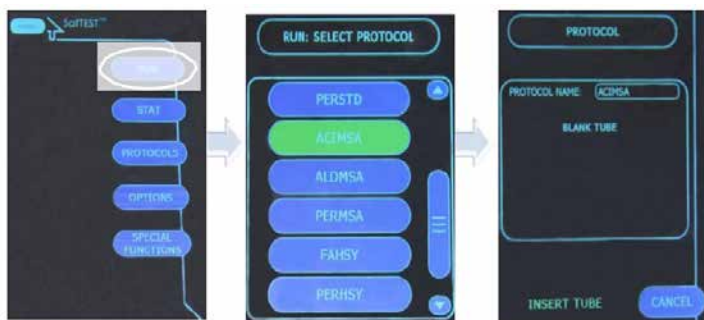 SafTEST™
STAT
PROTOCOLS
OPTIONS
SPECIAL
FUNCTIONS
RUN: SELECT PROTOCOL
PERSTD
ACIMSA
ALDMSA
PERMSA
FAHSY
PERHSY
PROTOCOL
PROTOCOL NAME: ACIMSA
BLANK TUBE
INSERT TUBE CANCEL